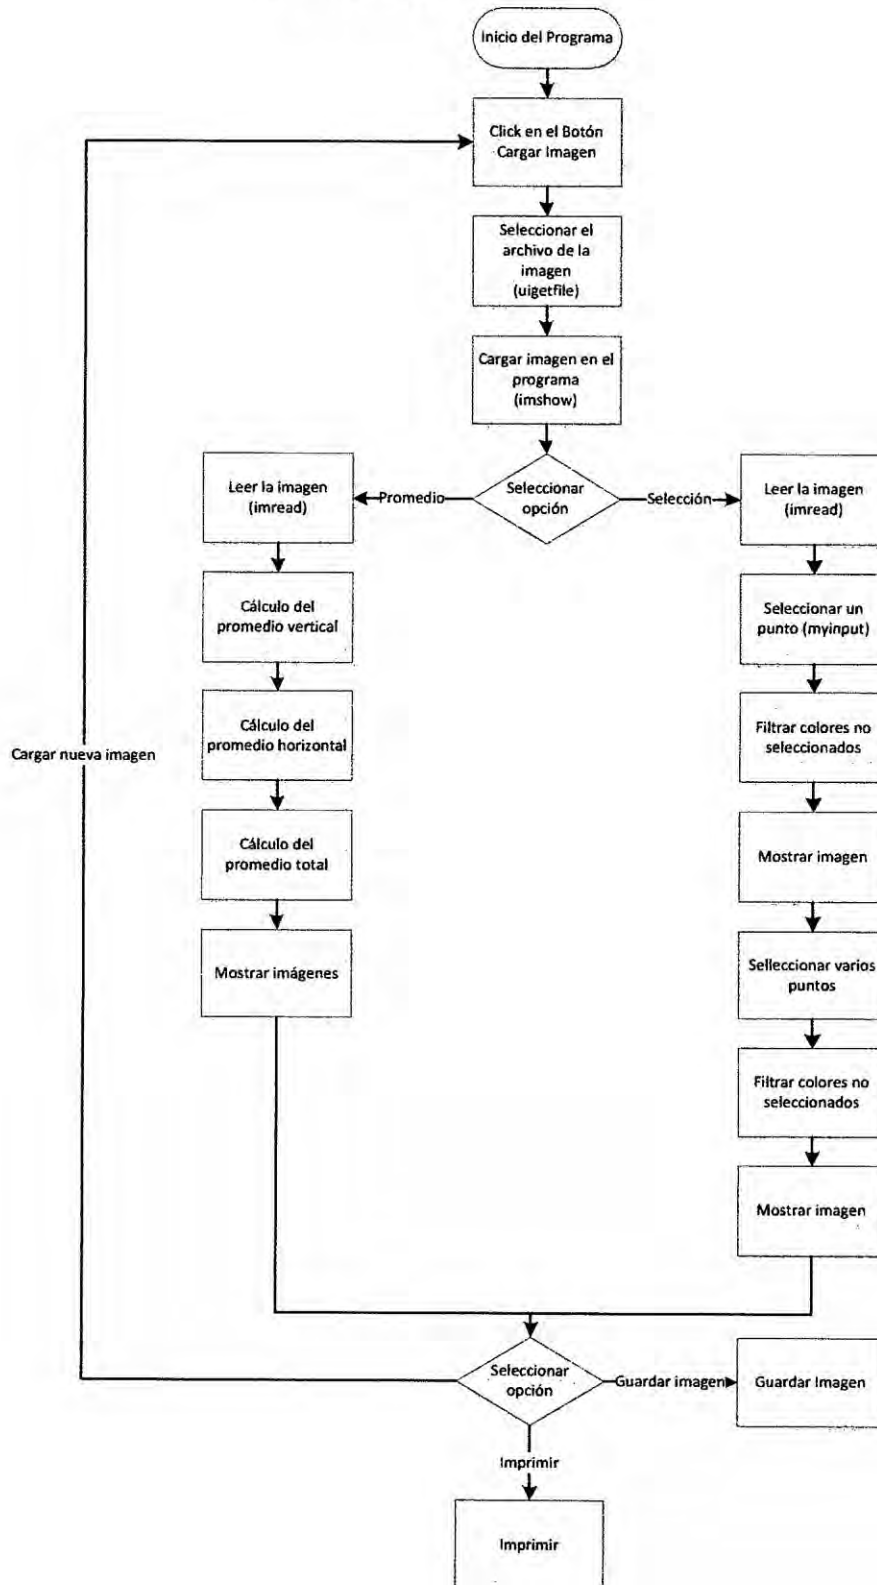 Inicio del Programa
Click en el Botón
Cargar Imagen
Seleccionar el
archivo de la
imagen
(uigetfile)
Cargar imagen en el
programa
(imshow)
Seleccionar
opción
Promedio
Selección
Leer la imagen
(imread)
Cálculo del
promedio vertical
Cálculo del
promedio horizontal
Cálculo del
promedio total
Mostrar imágenes
Leer la imagen
(imread)
Seleccionar un
punto (myinput)
Filtrar colores no
seleccionados
Mostrar imagen
Selleccionar varios
puntos
Filtrar colores no
seleccionados
Mostrar imagen
Cargar nueva imagen
Seleccionar
opción
Guardar imagen
Guardar Imagen
Imprimir
Imprimir